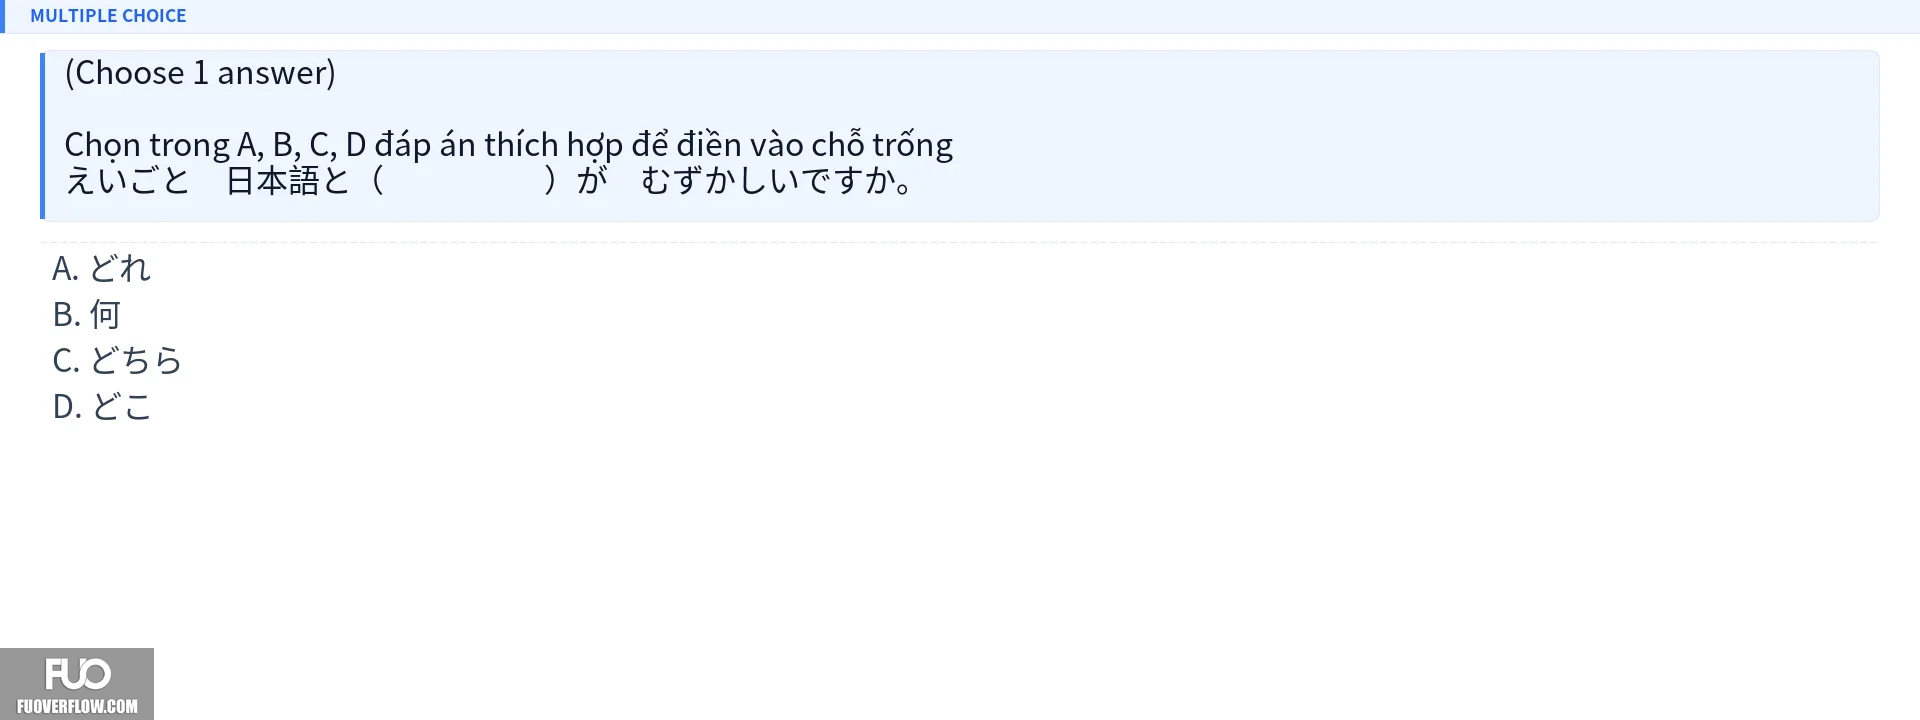 MULTIPLE CHOICE
(Choose 1 answer)
Chọn trong A, B, C, D đáp án thích hợp để điền vào chỗ trống
えいごと　日本語と（　　　　　）が　むずかしいですか。
A. どれ
B. 何
C. どちら
D. どこ
FUO
FUOVERFLOW.COM